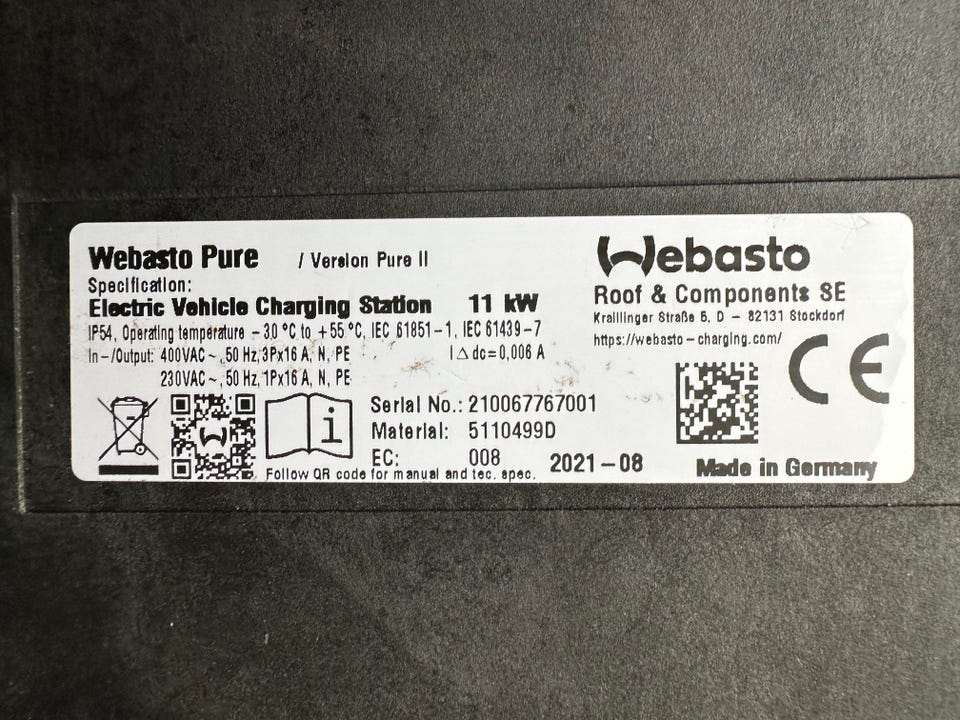 Webasto Pure / Version Pure II
Specification:
Electric Vehicle Charging Station 11 kW
IP54, Operating temperature -30 °C to +55 °C, IEC 61851-1, IEC 61439-7
In-/Output: 400VAC~, 50 Hz, 3Px16 A, N, PE I Δ dc=0,006 A
230VAC~, 50 Hz, 1Px16 A, N, PE
Webasto
Roof & Components SE
Kraillinger Straße 5, D - 82131 Stockdorf
https://webasto-charging.com/
CE
i
Serial No.: 210067767001
Material: 5110499D
EC: 008 2021-08
Follow QR code for manual and tec. spec.
Made in Germany